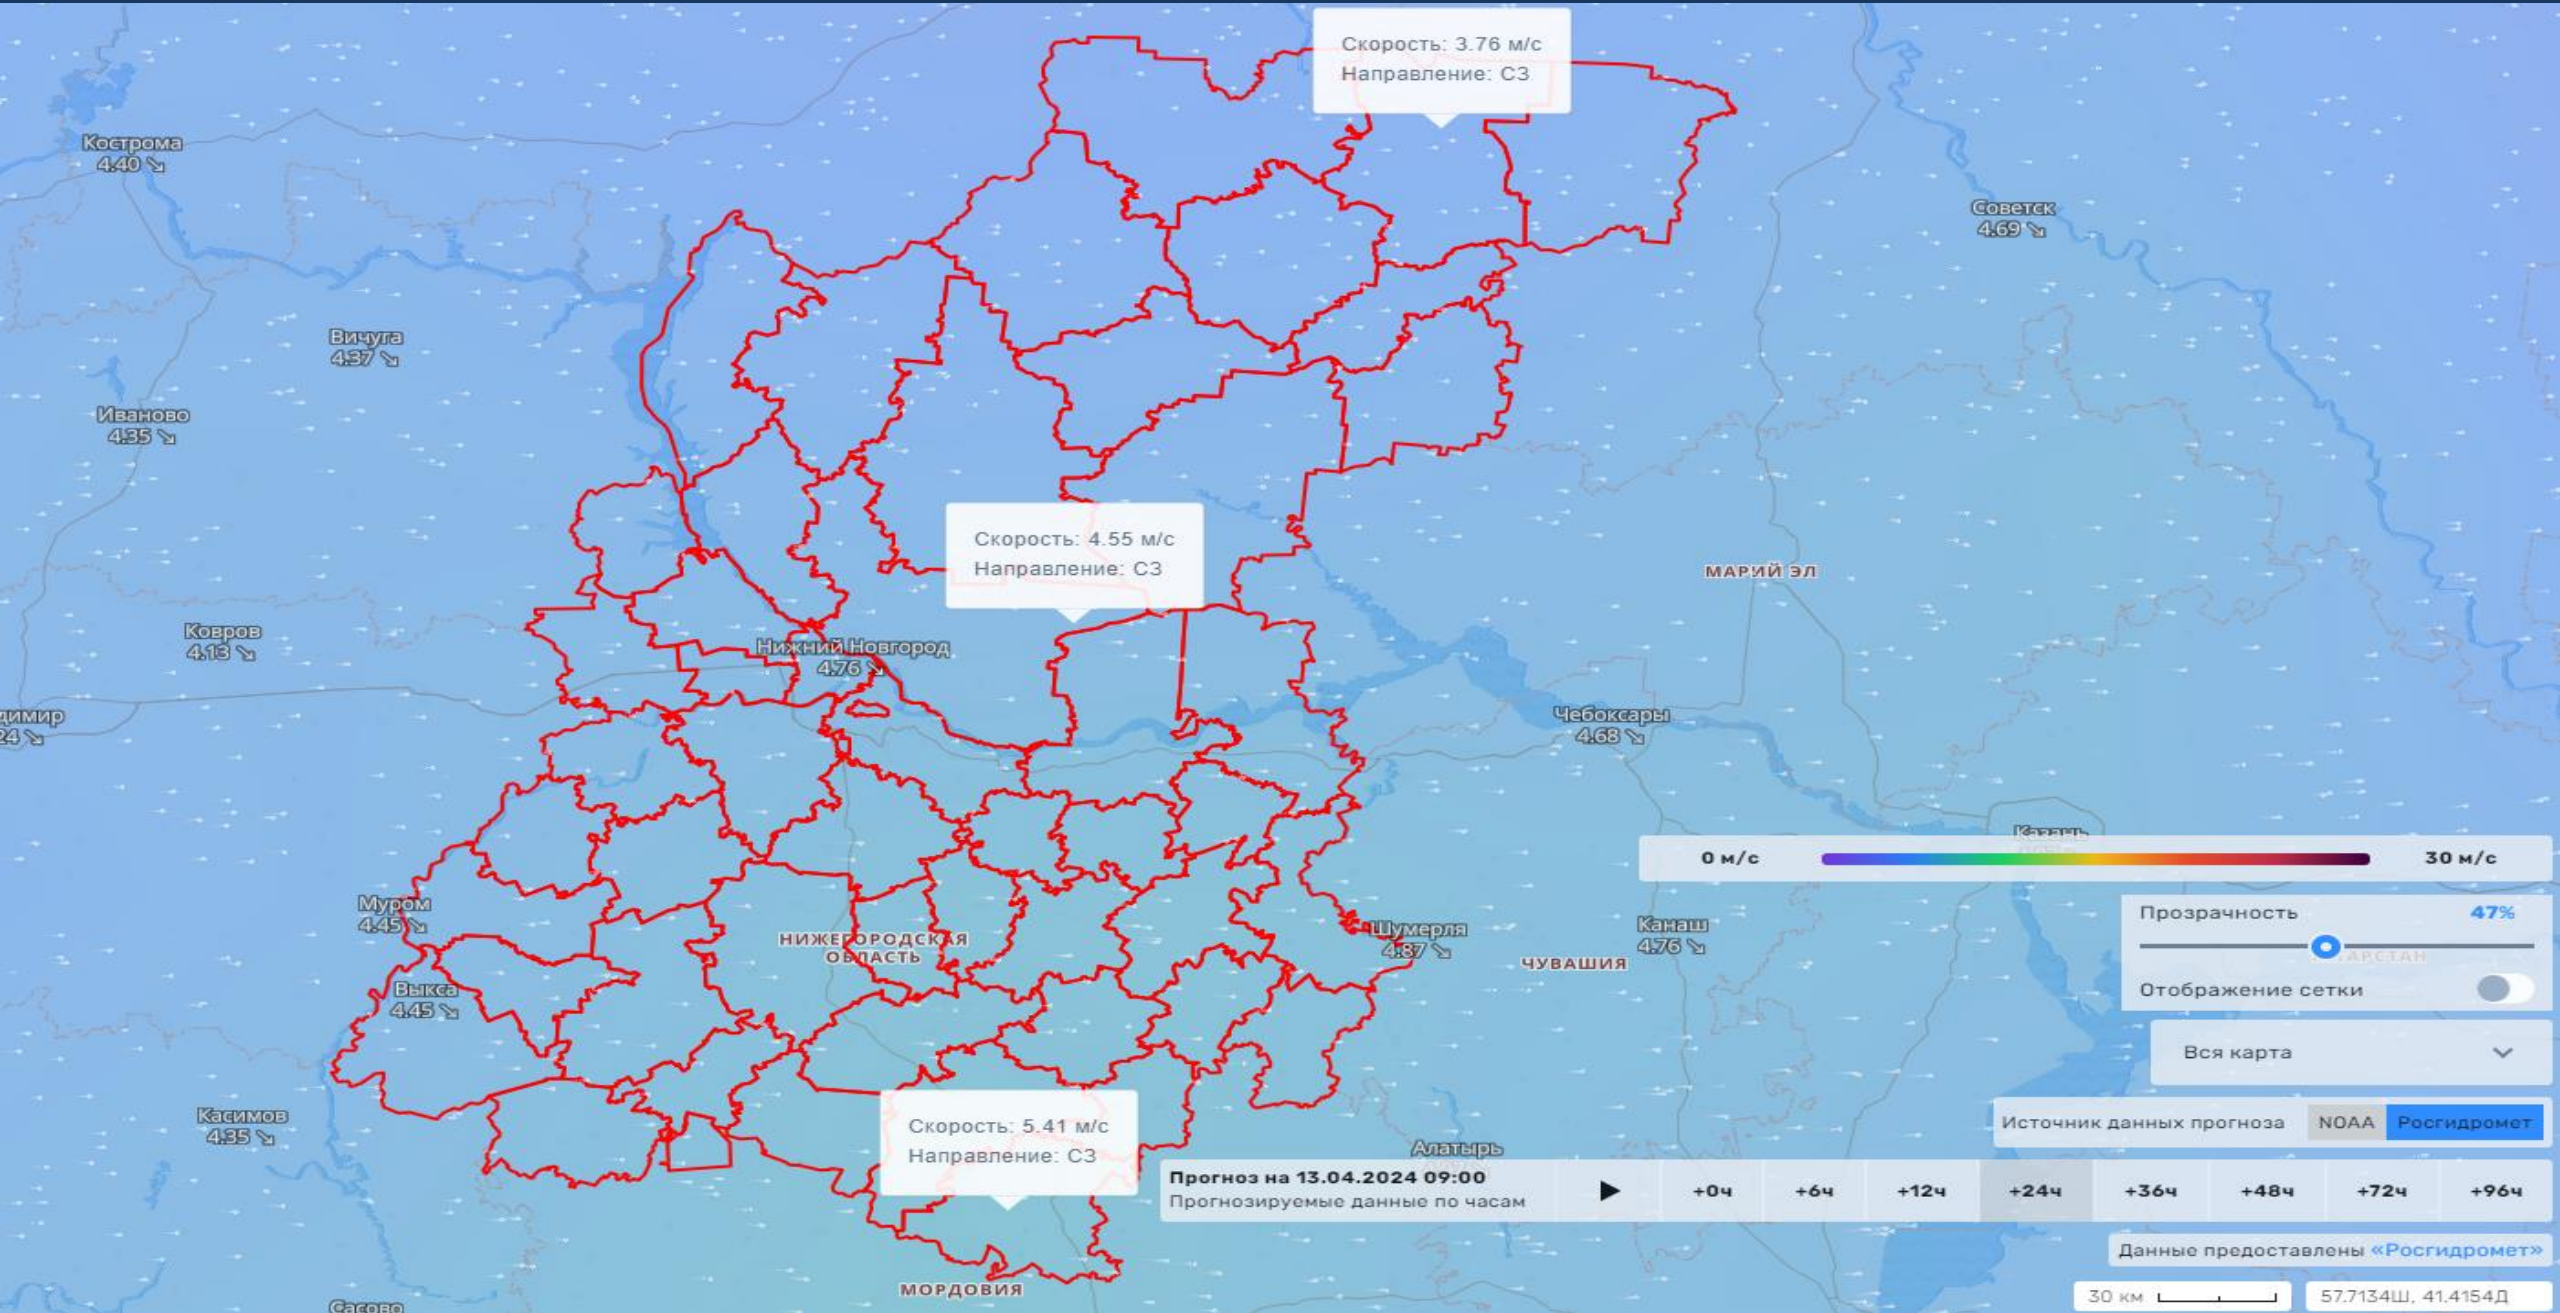 Скорость: 3.76 м/с
Направление: СЗ
Кострома
4.40 ↘
Советск
4.69 ↘
Вичуга
4.37 ↘
Иваново
4.35 ↘
Скорость: 4.55 м/с
Направление: СЗ
МАРИЙ ЭЛ
Ковров
4.13 ↘
Нижний Новгород
4.76 ↘
димир
24 ↘
Чебоксары
4.68 ↘
Казань
0 м/с
30 м/с
Муром
4.45 ↘
Прозрачность
47%
НИЖЕГОРОДСКАЯ
ОБЛАСТЬ
Шумерля
4.87 ↘
Канаш
4.76 ↘
ЧУВАШИЯ
АРСТАН
Выкса
4.45 ↘
Отображение сетки
Вся карта
Касимов
4.35 ↘
Скорость: 5.41 м/с
Направление: СЗ
Источник данных прогноза
NOAA
Росгидромет
Алатырь
Прогноз на 13.04.2024 09:00
Прогнозируемые данные по часам
+0ч +6ч +12ч +24ч +36ч +48ч +72ч +96ч
Данные предоставлены «Росгидромет»
МОРДОВИЯ
30 км
57.7134Ш, 41.4154Д
Сасово